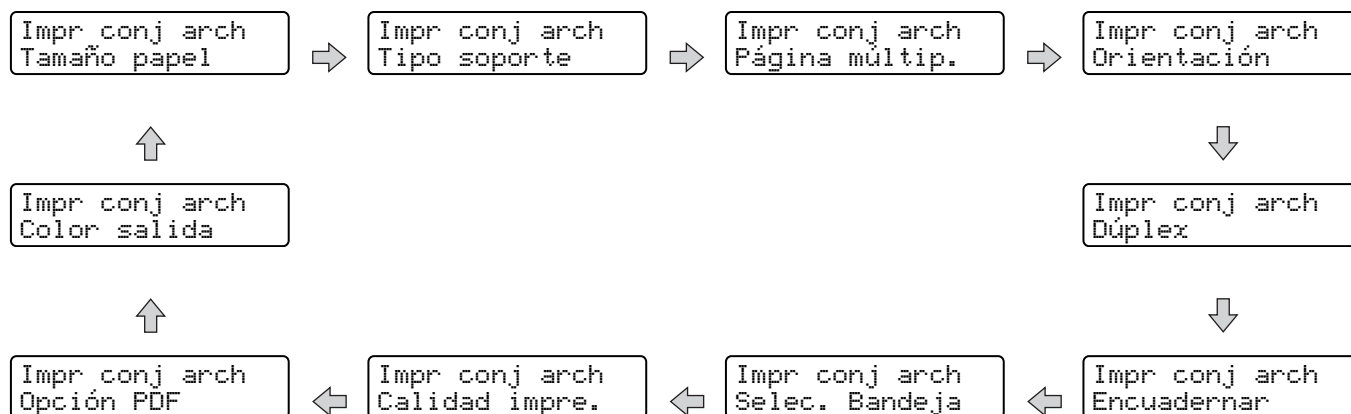 Impr conj arch
Tamaño papel
Impr conj arch
Tipo soporte
Impr conj arch
Página múltip.
Impr conj arch
Orientación
Impr conj arch
Color salida
Impr conj arch
Dúplex
Impr conj arch
Opción PDF
Impr conj arch
Calidad impre.
Impr conj arch
Selec. Bandeja
Impr conj arch
Encuadernar